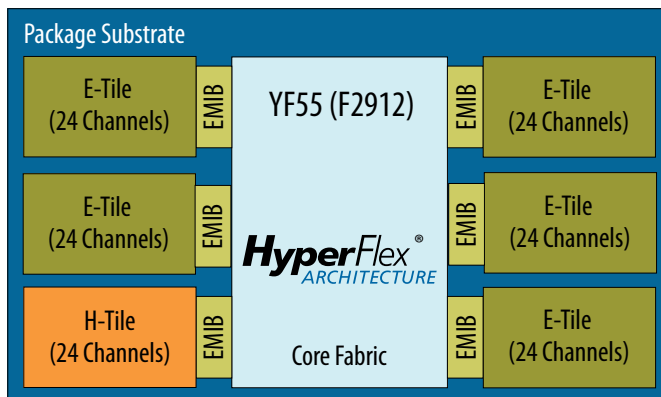 Package Substrate
E-Tile
(24 Channels)
EMIB
YF55 (F2912)
EMIB
E-Tile
(24 Channels)
E-Tile
(24 Channels)
EMIB
HyperFlex®
ARCHITECTURE
EMIB
E-Tile
(24 Channels)
H-Tile
(24 Channels)
EMIB
Core Fabric
EMIB
E-Tile
(24 Channels)